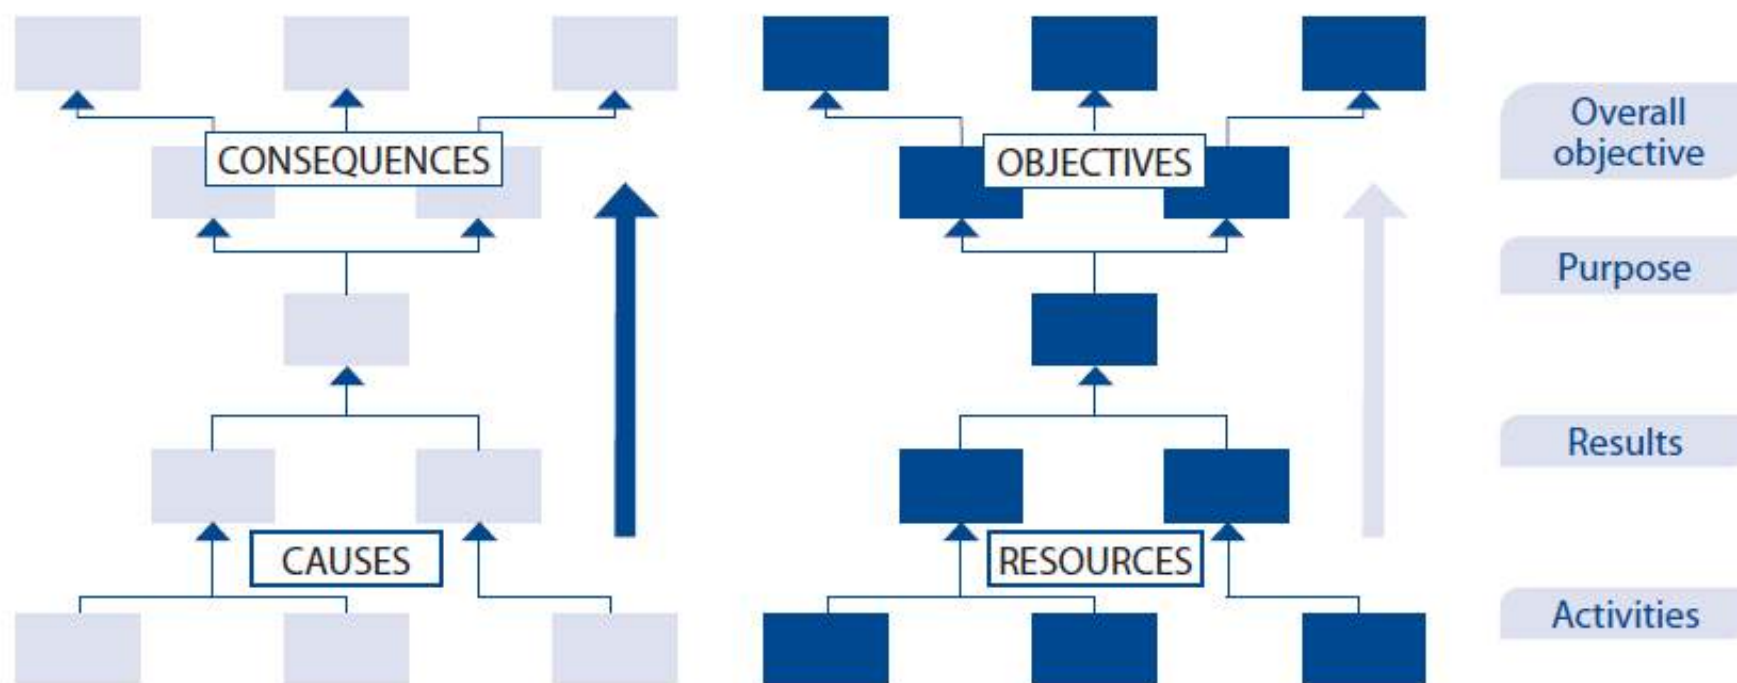 CONSEQUENCES
CAUSES
OBJECTIVES
RESOURCES
Overall
objective
Purpose
Results
Activities